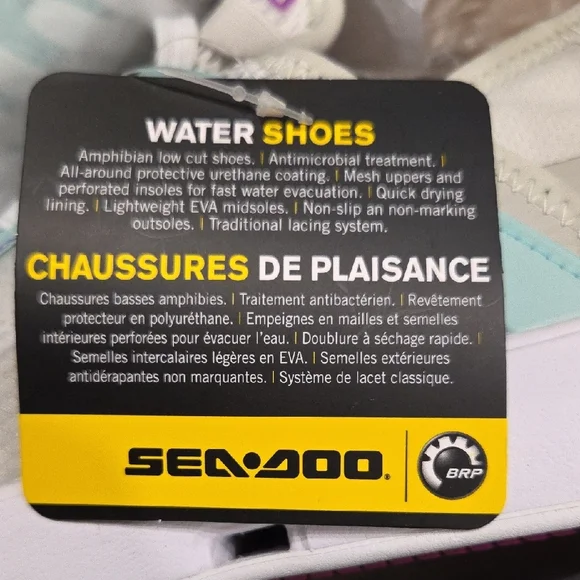 WATER SHOES
Amphibian low cut shoes. | Antimicrobial treatment. |
All-around protective urethane coating. | Mesh uppers and
perforated insoles for fast water evacuation. | Quick drying
lining. | Lightweight EVA midsoles. | Non-slip an non-marking
outsoles. | Traditional lacing system.
CHAUSSURES DE PLAISANCE
Chaussures basses amphibies. | Traitement antibactérien. | Revêtement
protecteur en polyuréthane. | Empeignes en mailles et semelles
intérieures perforées pour évacuer l'eau. | Doublure à séchage rapide. |
Semelles intercalaires légères en EVA. | Semelles extérieures
antidérapantes non marquantes. | Système de lacet classique.
SEA-DOO.
BRP